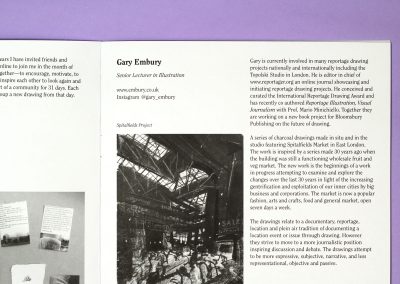 ears I have invited friends and
online to join me in the month of
gether—to encourage, motivate, to
inspire each other to look again and
rt of a community for 31 days. Each
up a new drawing from that day.
Gary Embury
Senior Lecturer in Illustration
www.embury.co.uk
Instagram @gary_embury
Spitalfields Project
Gary is currently involved in many reportage drawing
projects nationally and internationally including the
Topolski Studio in London. He is editor in chief of
www.reportager.org an online journal showcasing and
initiating reportage drawing projects. He conceived and
curated the International Reportage Drawing Award and
has recently co authored Reportage Illustration, Visual
Journalism with Prof. Mario Minichiello. Together they
are working on a new book project for Bloomsbury
Publishing on the future of drawing.
A series of charcoal drawings made in situ and in the
studio featuring Spitalfields Market in East London.
The work is inspired by a series made 30 years ago when
the building was still a functioning wholesale fruit and
veg market. The new work is the beginnings of a work
in progress attempting to examine and explore the
changes over the last 30 years in light of the increasing
gentrification and exploitation of our inner cities by big
business and corporations. The market is now a popular
fashion, arts and crafts, food and general market, open
seven days a week.
The drawings relate to a documentary, reportage,
location and plein air tradition of documenting a
location event or issue through drawing. However
they strive to move to a more journalistic position
inspiring discussion and debate. The drawings attempt
to be more expressive, subjective, narrative, and less
representational, objective and passive.